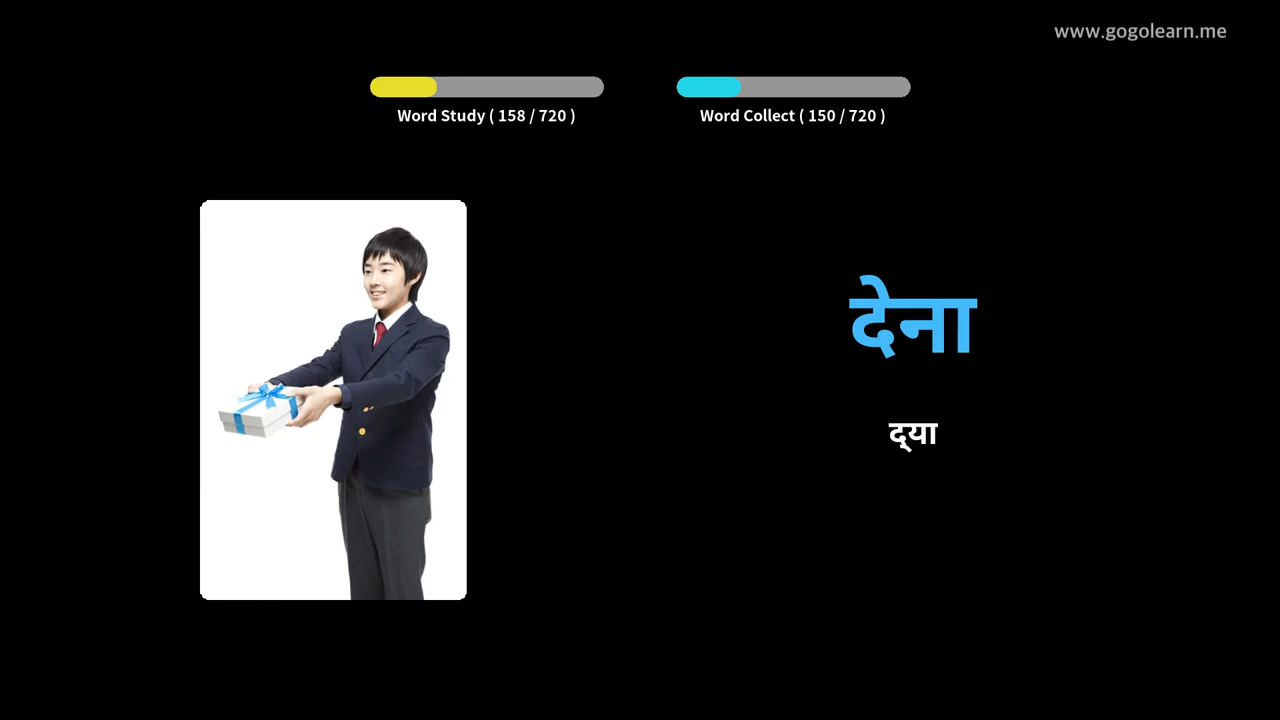 www.gogolearn.me
Word Study ( 158 / 720 )
Word Collect ( 150 / 720 )
देना
द्‌या